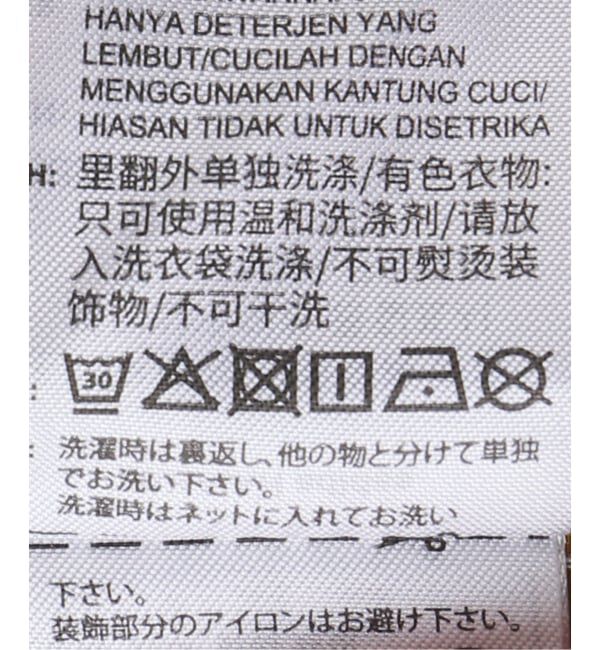 HANYA DETERJEN YANG
LEMBUT/CUCILAH DENGAN
MENGGUNAKAN KANTUNG CUCI/
HIASAN TIDAK UNTUK DISETRIKA
H: 里翻外单独洗涤/有色衣物:
只可使用温和洗涤剂/请放
入洗衣袋洗涤/不可熨烫装
饰物/不可干洗
: 30
: 洗濯時は裏返し、他の物と分けて単独
でお洗い下さい。
洗濯時はネットに入れてお洗い
下さい。
装飾部分のアイロンはお避け下さい。